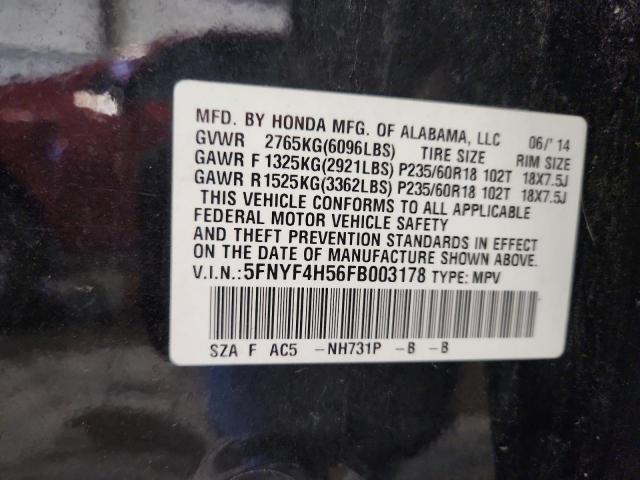 MFD. BY HONDA MFG. OF ALABAMA, LLC 06/'14
GVWR 2765KG(6096LBS) TIRE SIZE RIM SIZE
GAWR F 1325KG(2921LBS) P235/60R18 102T 18X7.5J
GAWR R1525KG(3362LBS) P235/60R18 102T 18X7.5J
THIS VEHICLE CONFORMS TO ALL APPLICABLE
FEDERAL MOTOR VEHICLE SAFETY
AND THEFT PREVENTION STANDARDS IN EFFECT
ON THE DATE OF MANUFACTURE SHOWN ABOVE.
V.I.N.: 5FNYF4H56FB003178 TYPE: MPV
SZA F AC5 -NH731P -B -B